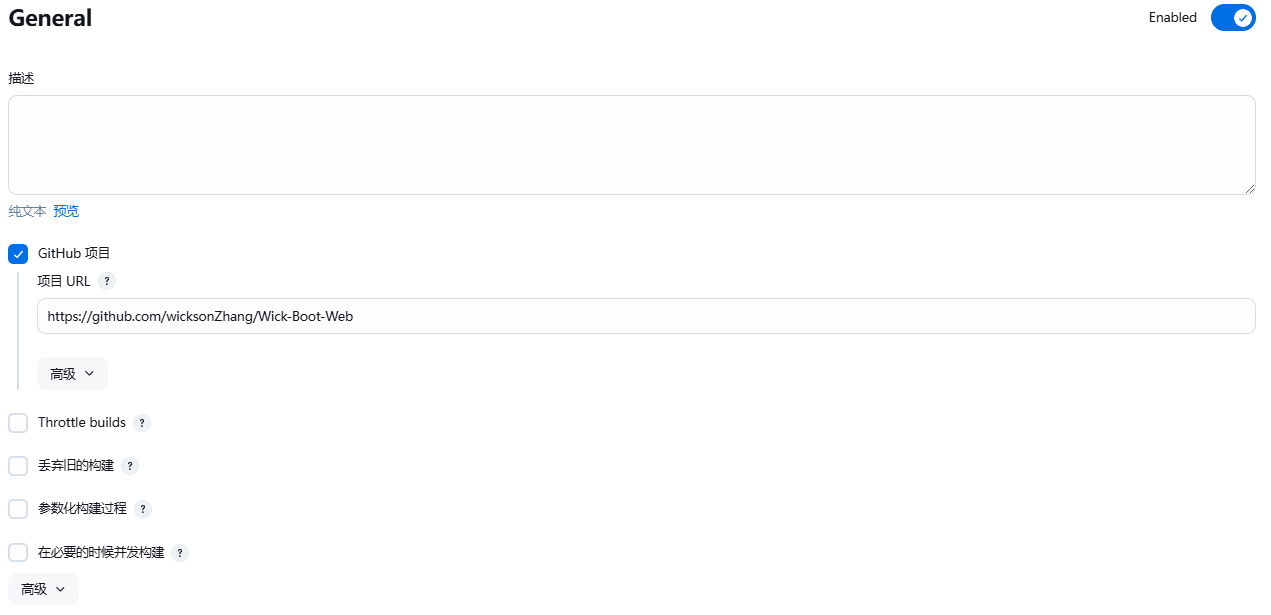 General
Enabled
描述
纯文本 预览
GitHub 项目
项目 URL ?
https://github.com/wicksonZhang/Wick-Boot-Web
高级
Throttle builds ?
丢弃旧的构建 ?
参数化构建过程 ?
在必要的时候并发构建 ?
高级